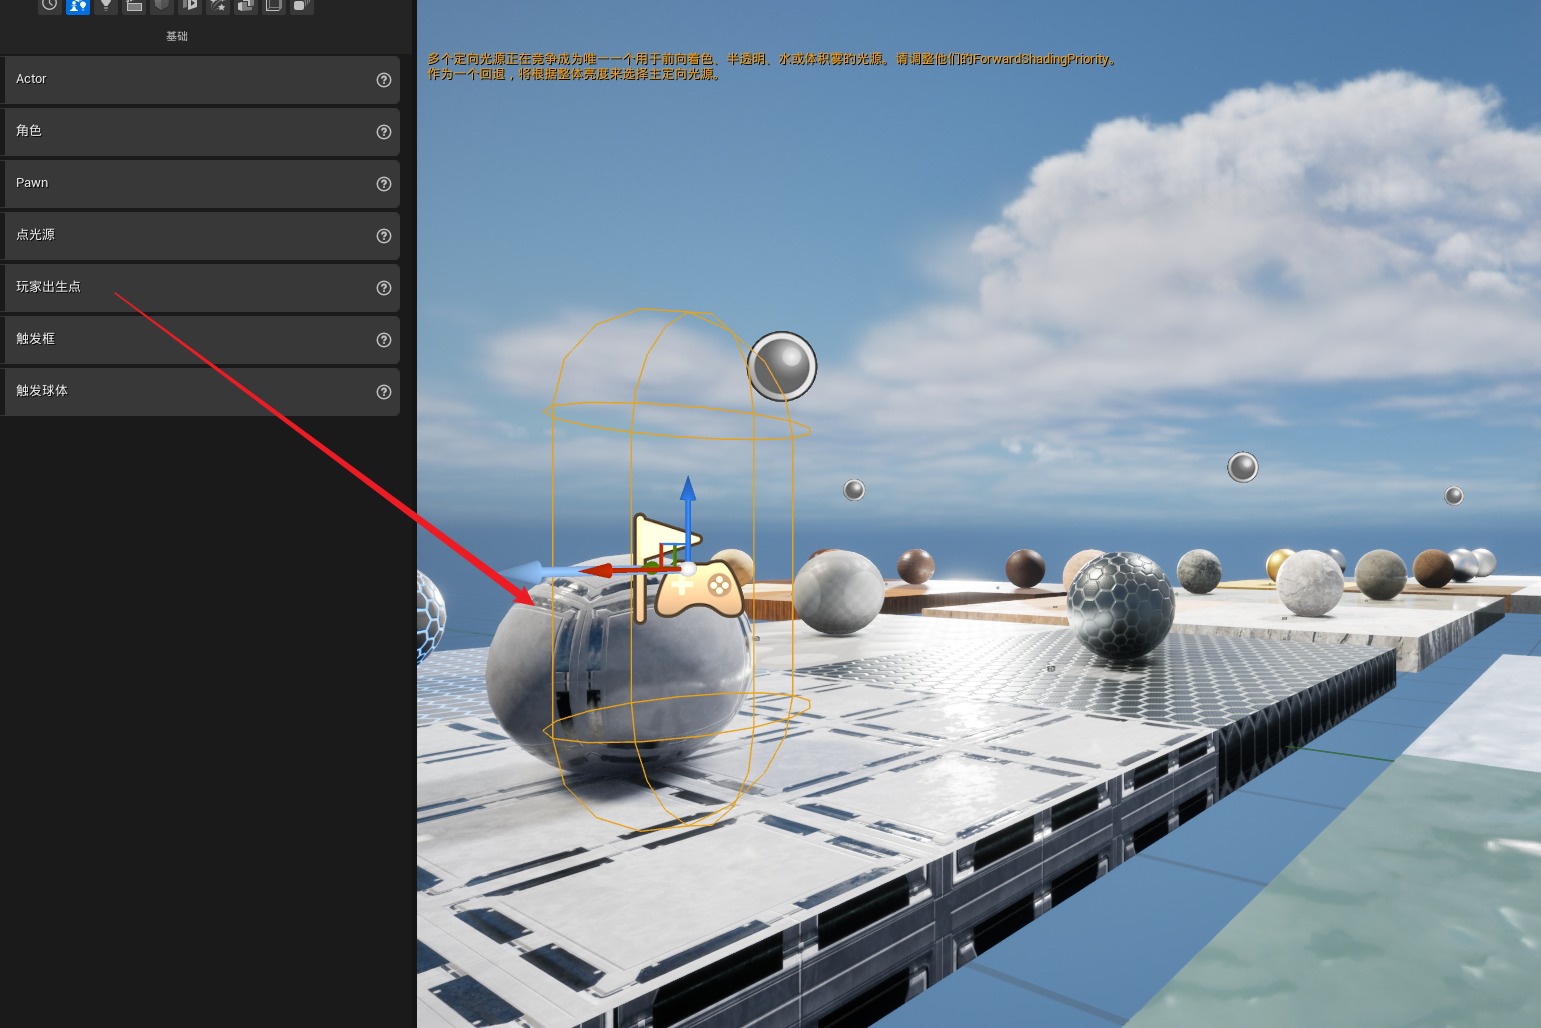 基础
Actor
角色
Pawn
点光源
玩家出生点
触发框
触发球体
多个定向光源正在竞争成为唯一一个用于前向着色、半透明、水或体积雾的光源。请调整他们的ForwardShadingPriority。
作为一个回退，将根据整体亮度来选择主定向光源。